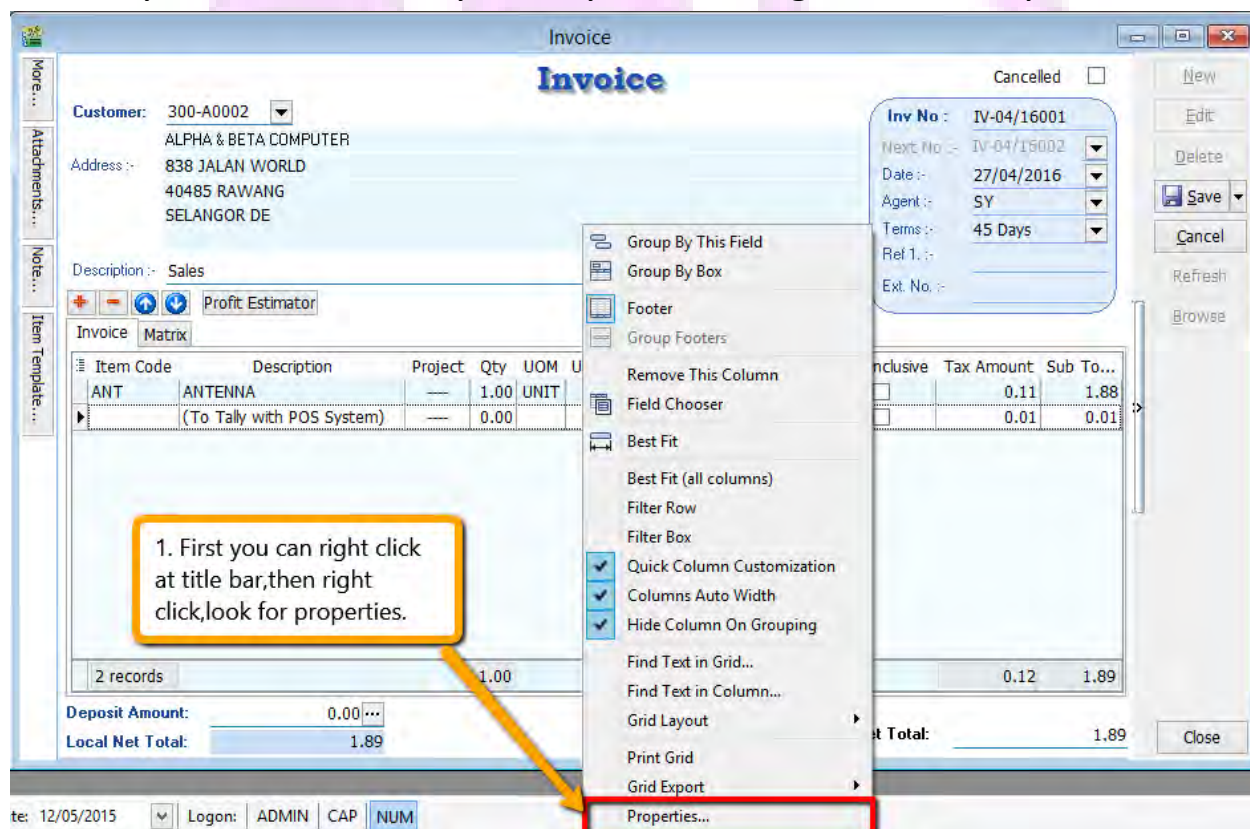 Invoice
More...
Attachments...
Note...
Item Template...
Invoice
Cancelled
Customer: 300-A0002
ALPHA & BETA COMPUTER
Address :- 838 JALAN WORLD
40485 RAWANG
SELANGOR DE
Description :- Sales
Inv No : IV-04/16001
Next No :- IV-04/16002
Date :- 27/04/2016
Agent :- SY
Terms :- 45 Days
Ref 1. :-
Ext. No. :-
New
Edit
Delete
Save
Cancel
Refresh
Browse
Profit Estimator
Invoice Matrix
Item Code Description Project Qty UOM U nclusive Tax Amount Sub To...
ANT ANTENNA ---- 1.00 UNIT 0.11 1.88
(To Tally with POS System) ---- 0.00 0.01 0.01
2 records 1.00 0.12 1.89
Deposit Amount: 0.00 ...
Local Net Total: 1.89
et Total: 1.89
Close
Group By This Field
Group By Box
Footer
Group Footers
Remove This Column
Field Chooser
Best Fit
Best Fit (all columns)
Filter Row
Filter Box
Quick Column Customization
Columns Auto Width
Hide Column On Grouping
Find Text in Grid...
Find Text in Column...
Grid Layout
Print Grid
Grid Export
Properties...
1. First you can right click
at title bar,then right
click,look for properties.
te: 12/05/2015 Logon: ADMIN CAP NUM